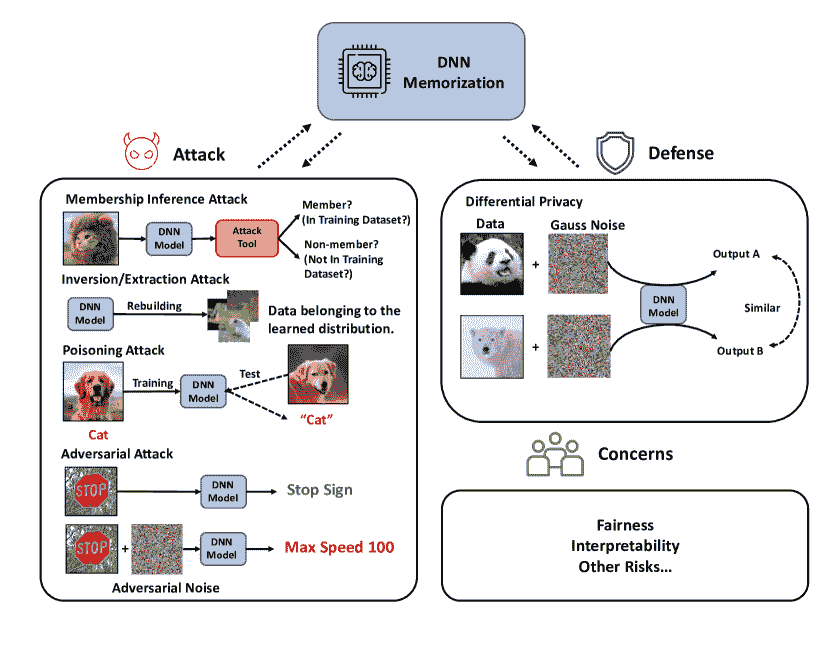 DNN
Memorization
Attack
Membership Inference Attack
DNN
Model
Attack
Tool
Member?
(In Training Dataset?)
Non-member?
(Not In Training
Dataset?)
Inversion/Extraction Attack
DNN
Model
Rebuilding
Data belonging to the
learned distribution.
Poisoning Attack
Training
DNN
Model
Test
Cat
“Cat”
Adversarial Attack
STOP
DNN
Model
Stop Sign
STOP
+
DNN
Model
Max Speed 100
Adversarial Noise
Defense
Differential Privacy
Data
Gauss Noise
+
+
DNN
Model
Output A
Similar
Output B
Concerns
Fairness
Interpretability
Other Risks...